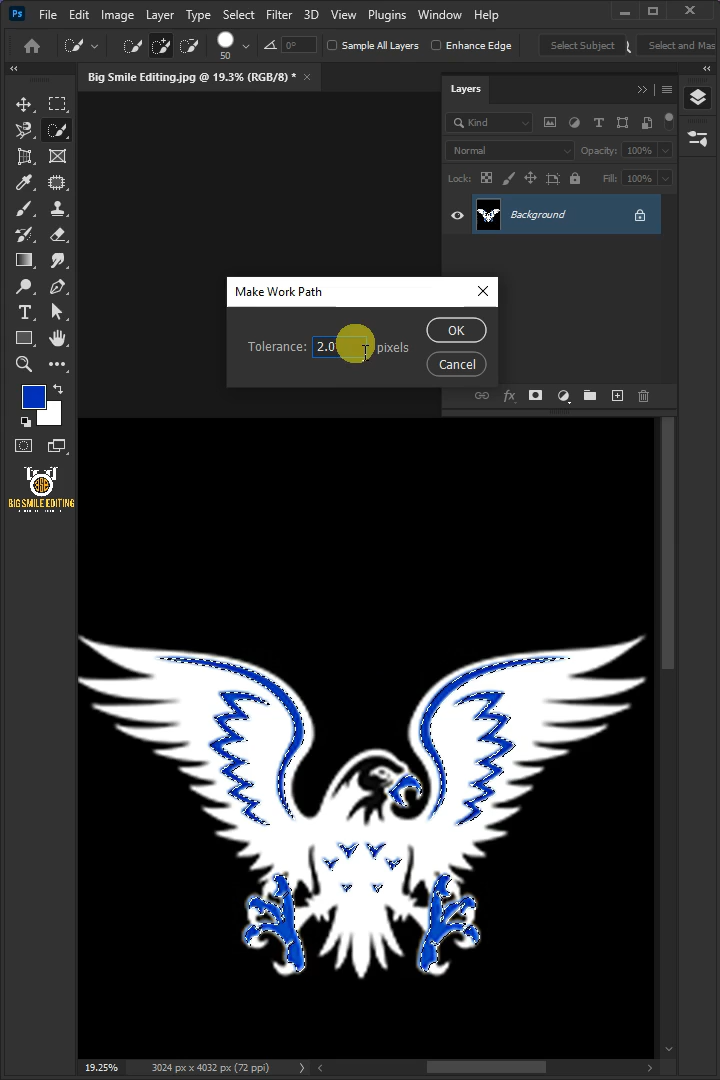 Ps File Edit Image Layer Type Select Filter 3D View Plugins Window Help
50 0° Sample All Layers Enhance Edge Select Subject Select and Mas
Big Smile Editing.jpg @ 19.3% (RGB/8) *
Layers
Kind
Normal Opacity: 100%
Lock: Fill: 100%
Background
Make Work Path
Tolerance: 2.0 pixels
OK
Cancel
fx
BIG SMILE EDITING
19.25% 3024 px x 4032 px (72 ppi)